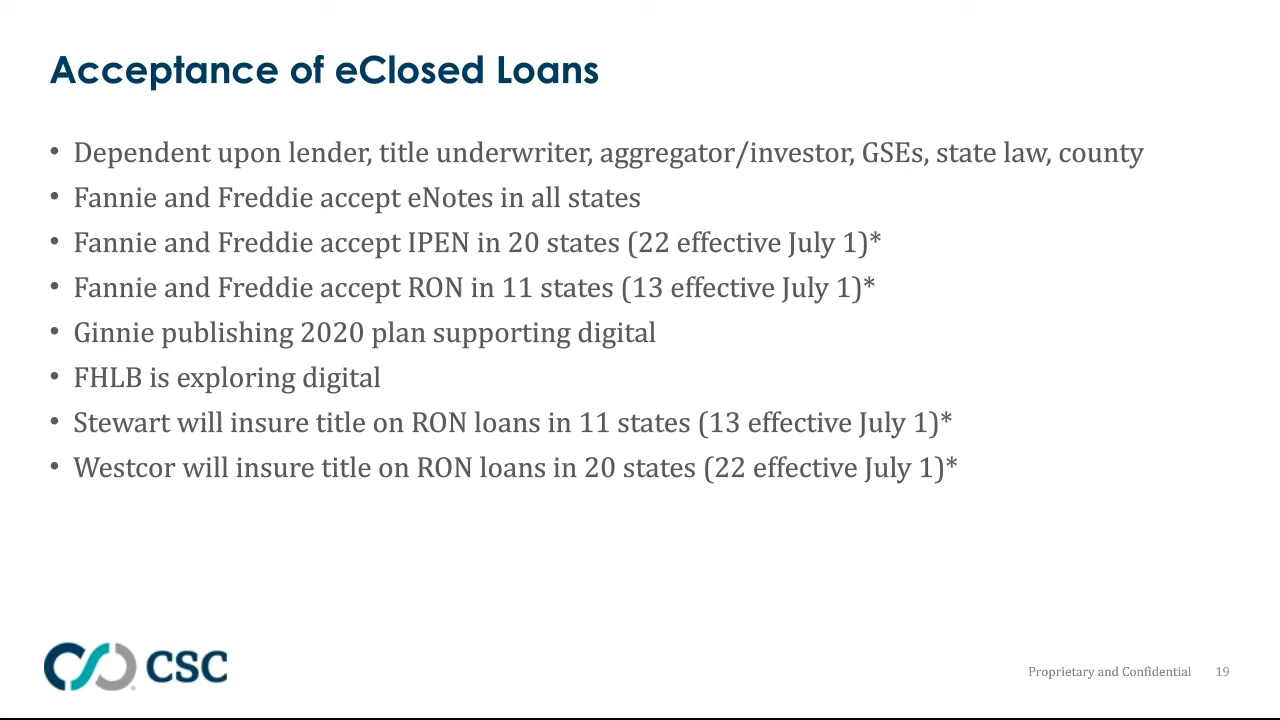 Acceptance of eClosed Loans
• Dependent upon lender, title underwriter, aggregator/investor, GSEs, state law, county
• Fannie and Freddie accept eNotes in all states
• Fannie and Freddie accept IPEN in 20 states (22 effective July 1)*
• Fannie and Freddie accept RON in 11 states (13 effective July 1)*
• Ginnie publishing 2020 plan supporting digital
• FHLB is exploring digital
• Stewart will insure title on RON loans in 11 states (13 effective July 1)*
• Westcor will insure title on RON loans in 20 states (22 effective July 1)*
CSC
Proprietary and Confidential 19